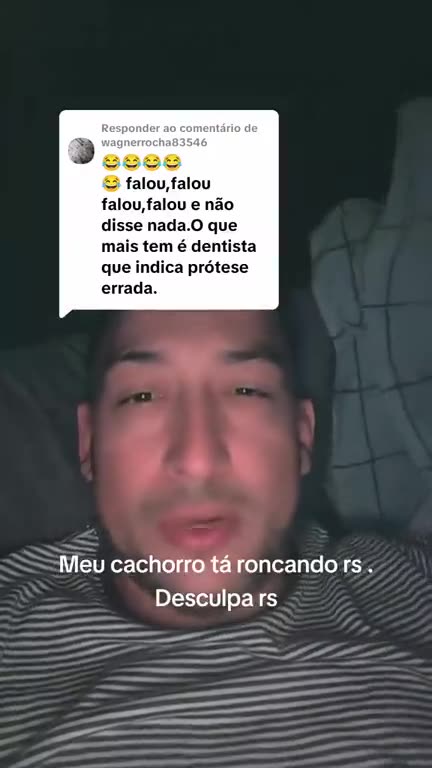 Responder ao comentário de
wagnerrocha83546
😂😂😂😂
😂 falou,falou
falou,falou e não
disse nada.O que
mais tem é dentista
que indica prótese
errada.
Meu cachorro tá roncando rs .
Desculpa rs